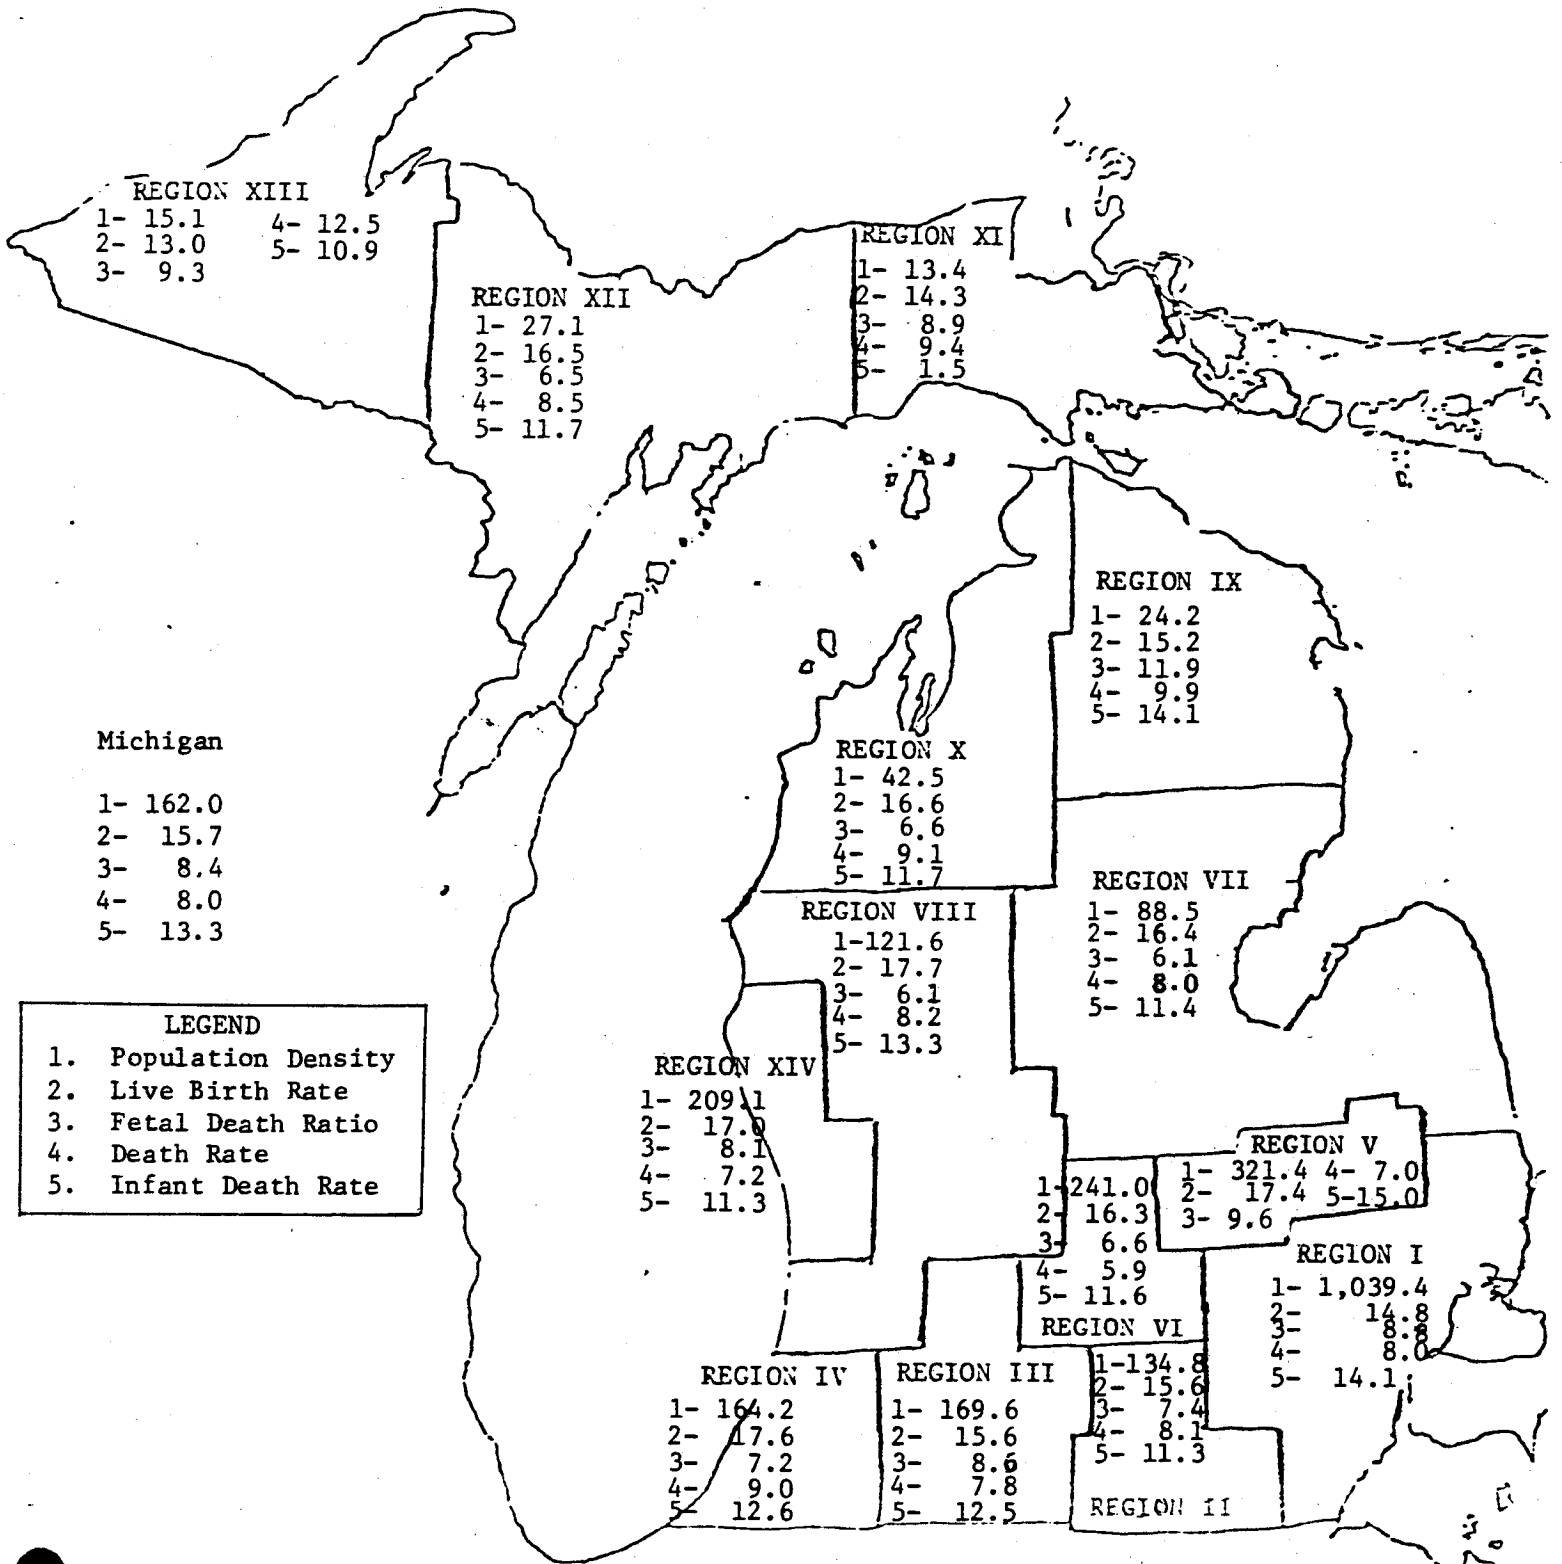 REGION XIII
1- 15.1 4- 12.5
2- 13.0 5- 10.9
3- 9.3
REGION XI
1- 13.4
2- 14.3
3- 8.9
4- 9.4
5- 1.5
REGION XII
1- 27.1
2- 16.5
3- 6.5
4- 8.5
5- 11.7
REGION IX
1- 24.2
2- 15.2
3- 11.9
4- 9.9
5- 14.1
Michigan
1- 162.0
2- 15.7
3- 8.4
4- 8.0
5- 13.3
REGION X
1- 42.5
2- 16.6
3- 6.6
4- 9.1
5- 11.7
REGION VII
1- 88.5
2- 16.4
3- 6.1
4- 8.0
5- 11.4
REGION VIII
1-121.6
2- 17.7
3- 6.1
4- 8.2
5- 13.3
LEGEND
1. Population Density
2. Live Birth Rate
3. Fetal Death Ratio
4. Death Rate
5. Infant Death Rate
REGION XIV
1- 209.1
2- 17.0
3- 8.1
4- 7.2
5- 11.3
REGION V
1- 321.4 4- 7.0
2- 17.4 5-15.0
3- 9.6
1-241.0
2- 16.3
3- 6.6
4- 5.9
5- 11.6
REGION VI
REGION I
1- 1,039.4
2- 14.8
3- 8.8
4- 8.0
5- 14.1
REGION IV
1- 164.2
2- 17.6
3- 7.2
4- 9.0
5- 12.6
REGION III
1- 169.6
2- 15.6
3- 8.6
4- 7.8
5- 12.5
1-134.8
2- 15.6
3- 7.4
4- 8.1
5- 11.3
REGION II